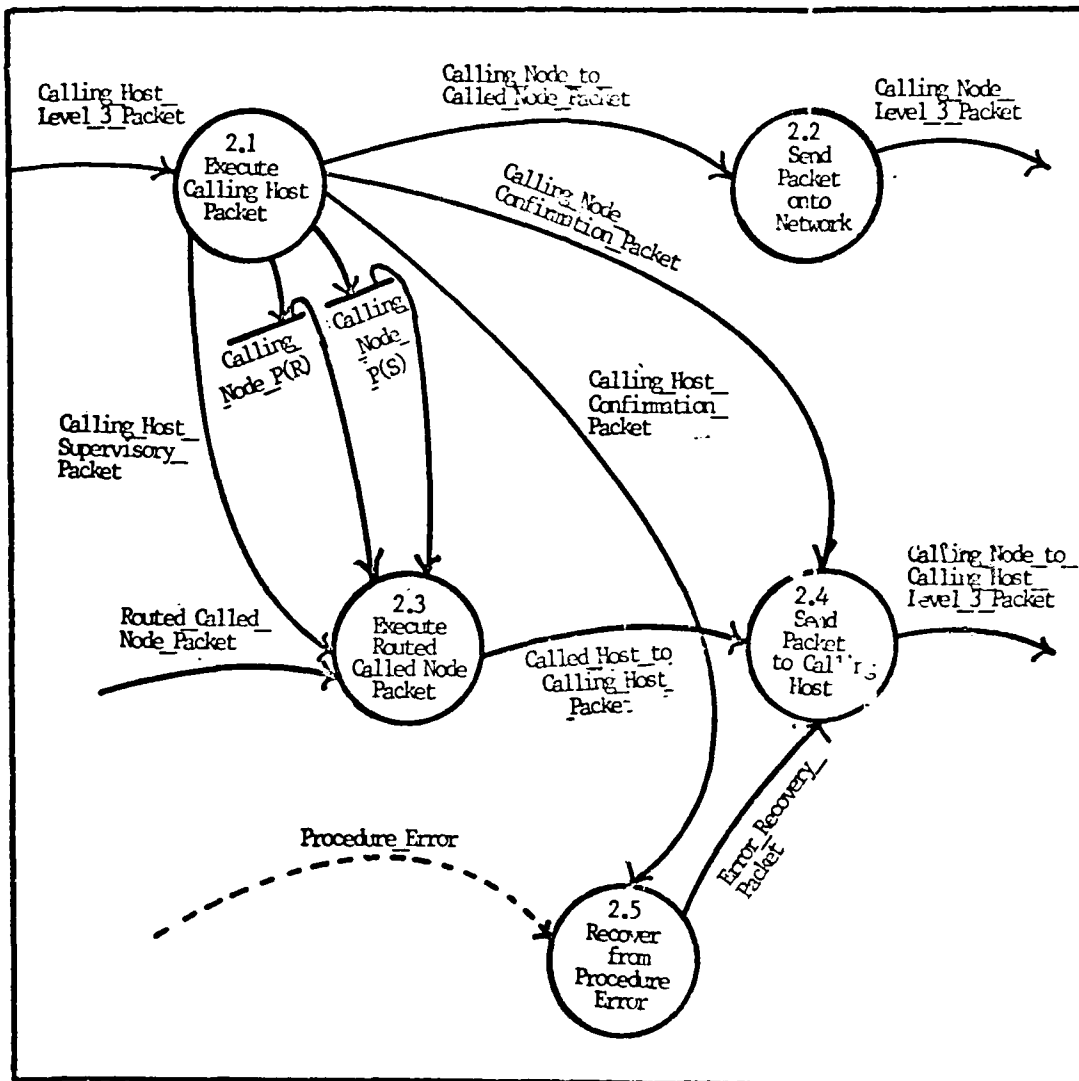 Calling_Host_
Level_3_Packet
Calling_Node_to_
Called_Node_Packet
Calling_Node_
Level_3_Packet
2.1
Execute
Calling Host
Packet
2.2
Send
Packet
onto
Network
Calling_Node_
Confirmation_Packet
Calling_
Node_P(R)
Calling_
Node_
P(S)
Calling_Host_
Supervisory_
Packet
Calling_Host_
Confirmation_
Packet
Routed_Called_
Node_Packet
2.3
Execute
Routed
Called Node
Packet
Called_Host_to_
Calling_Host_
Packet
2.4
Send
Packet
to Calling
Host
Calling_Node_to_
Calling_Host_
Level_3_Packet
Procedure_Error
Error_Recovery_
Packet
2.5
Recover
from
Procedure
Error